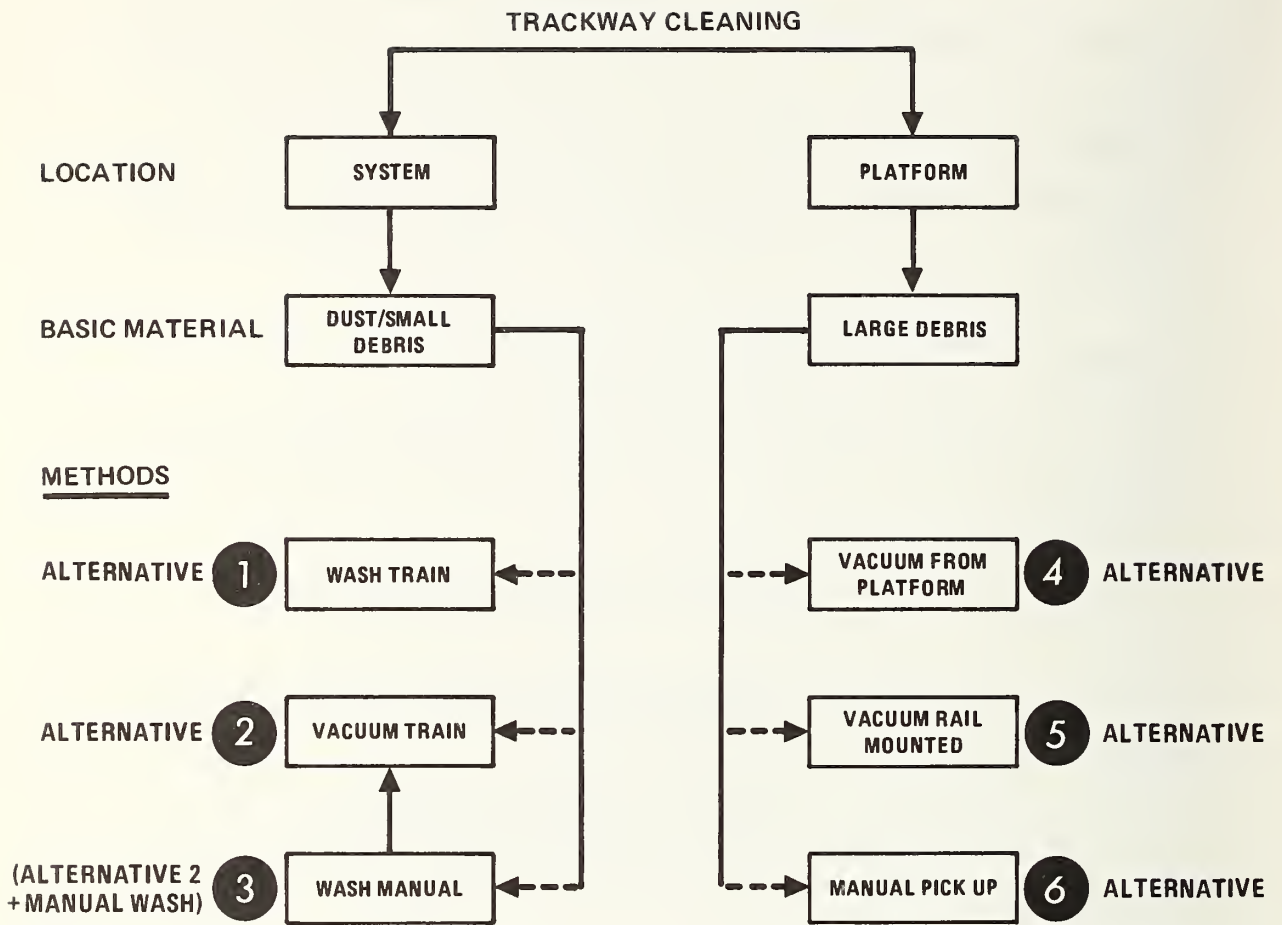 TRACKWAY CLEANING
LOCATION
SYSTEM
PLATFORM
BASIC MATERIAL
DUST/SMALL
DEBRIS
LARGE DEBRIS
METHODS
ALTERNATIVE 1 WASH TRAIN
VACUUM FROM
PLATFORM
4 ALTERNATIVE
ALTERNATIVE 2 VACUUM TRAIN
VACUUM RAIL
MOUNTED
5 ALTERNATIVE
(ALTERNATIVE 2
+MANUAL WASH)
3 WASH MANUAL
MANUAL PICK UP 6 ALTERNATIVE